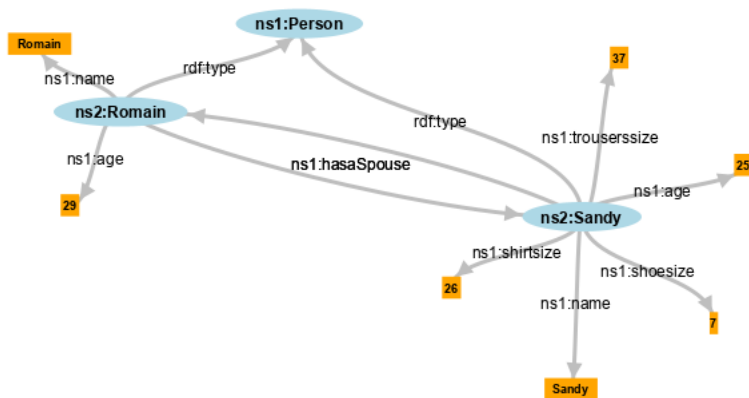 ns1:Person
Romain
ns1:name
rdf:type
37
ns2:Romain
rdf:type
ns1:trouserssize
ns1:age
ns1:hasaSpouse
25
ns1:age
29
ns2:Sandy
ns1:shirtsize
ns1:shoesize
26
ns1:name
7
Sandy